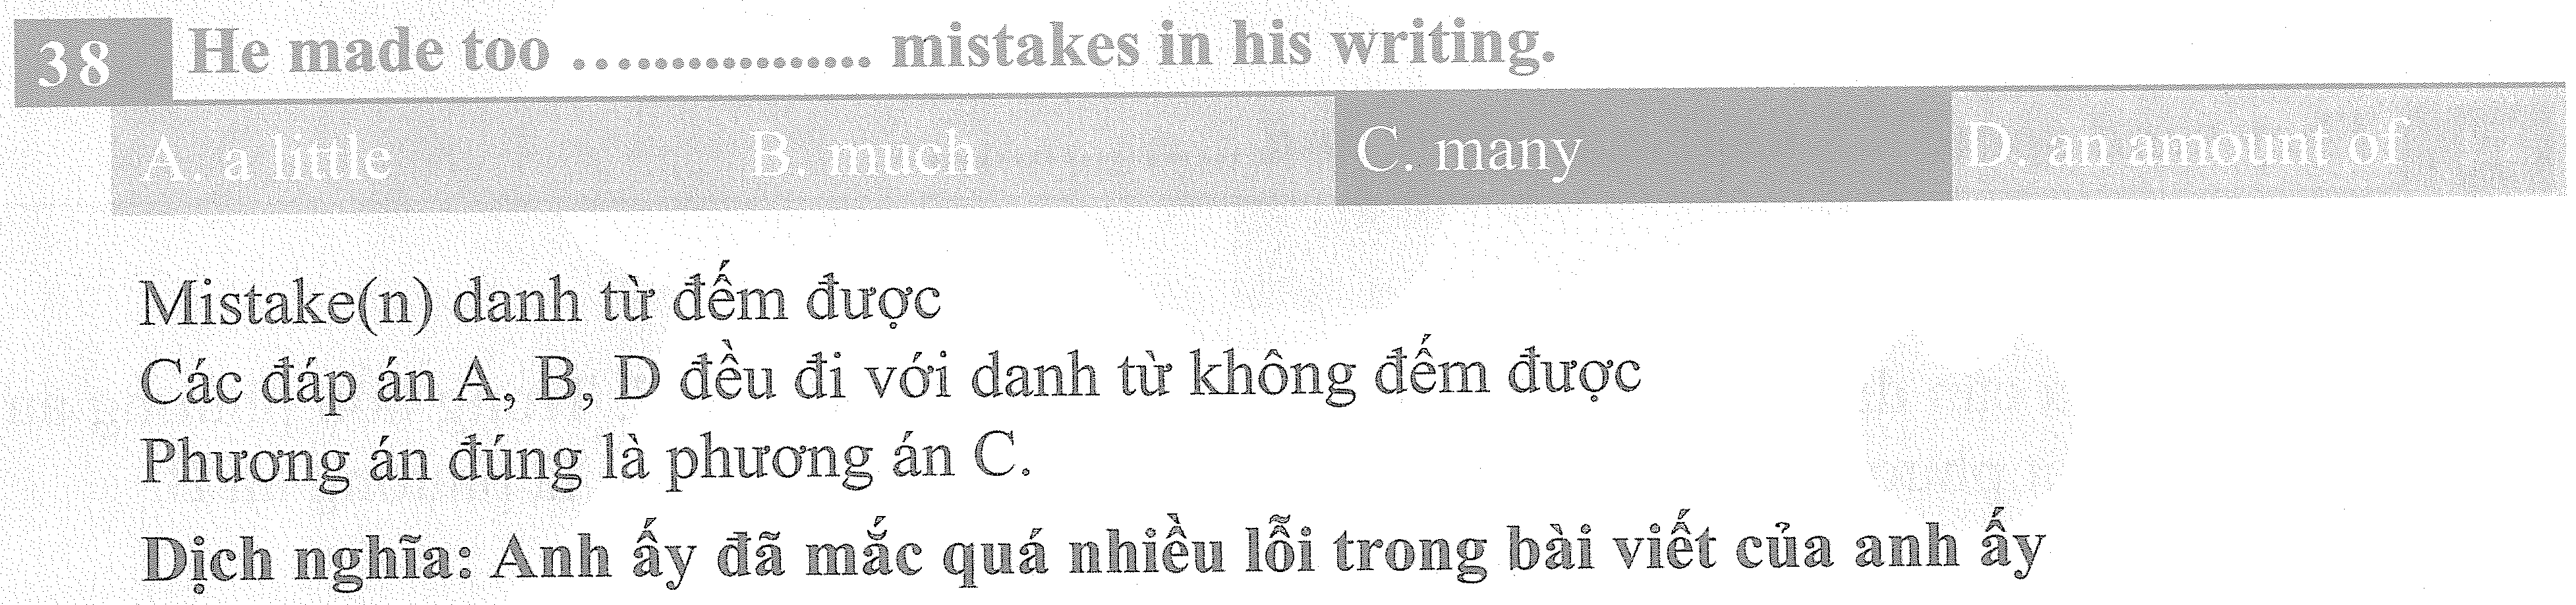 38 He made too ................ mistakes in his writing.
A. a little B. much C. many D. an amount of
Mistake(n) danh từ đếm được
Các đáp án A, B, D đều đi với danh từ không đếm được
Phương án đúng là phương án C.
Dịch nghĩa: Anh ấy đã mắc quá nhiều lỗi trong bài viết của anh ấy